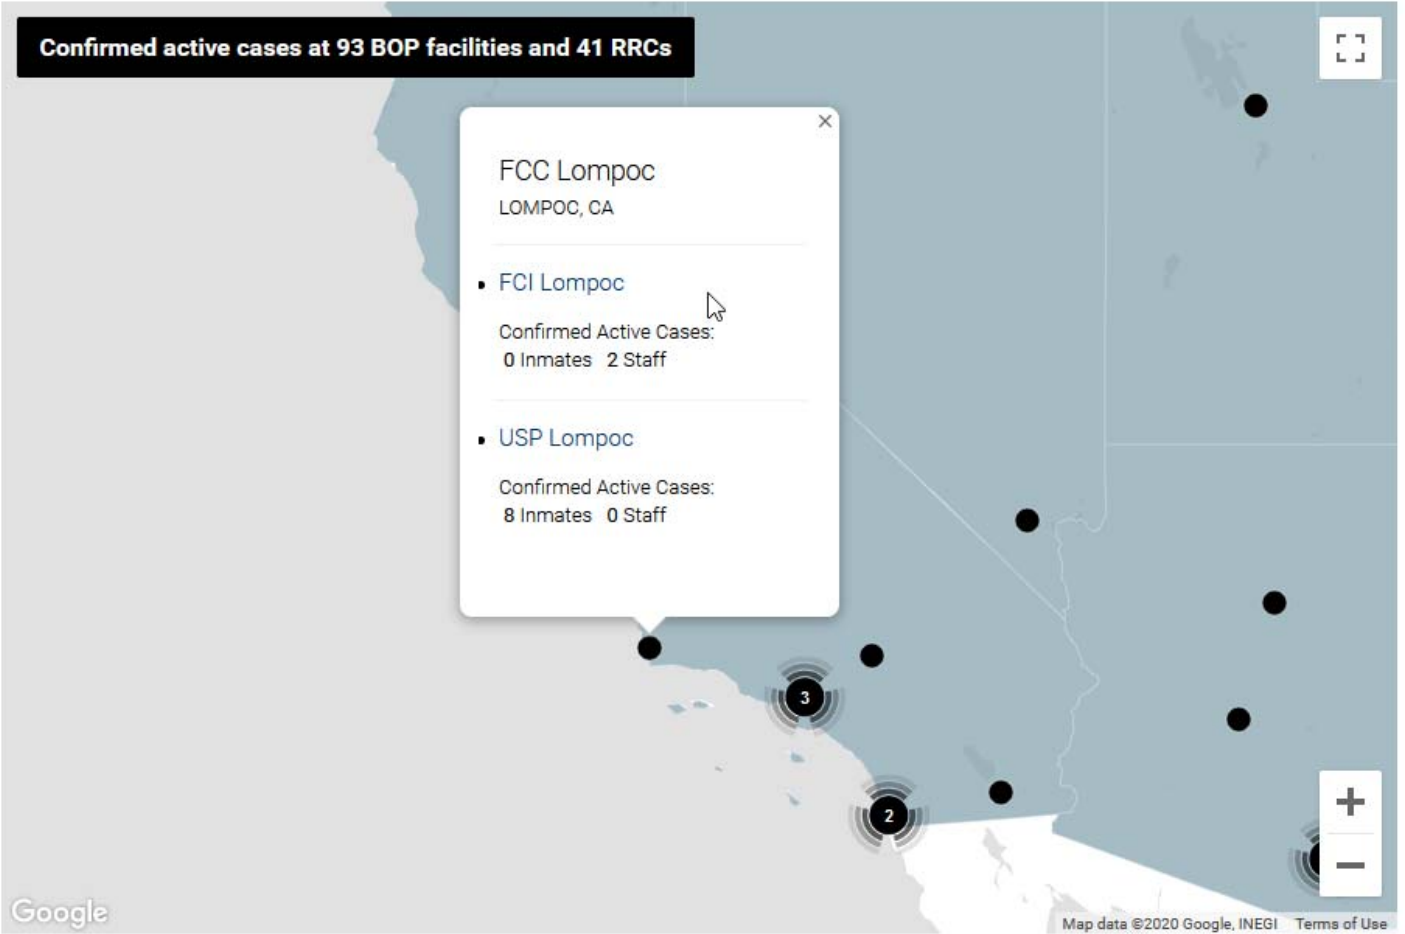 Confirmed active cases at 93 BOP facilities and 41 RRCs
FCC Lompoc
LOMPOC, CA
FCI Lompoc
Confirmed Active Cases:
0 Inmates 2 Staff
USP Lompoc
Confirmed Active Cases:
8 Inmates 0 Staff
3
2
Google
Map data ©2020 Google, INEGI Terms of Use